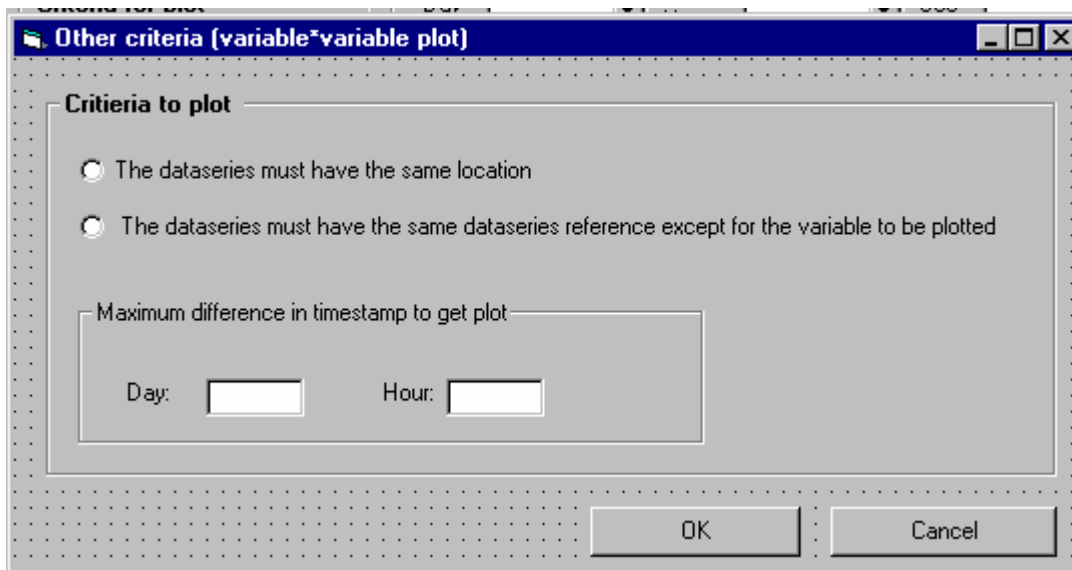 Other criteria (variable*variable plot)
Critieria to plot
The dataseries must have the same location
The dataseries must have the same dataseries reference except for the variable to be plotted
Maximum difference in timestamp to get plot
Day: Hour:
OK Cancel